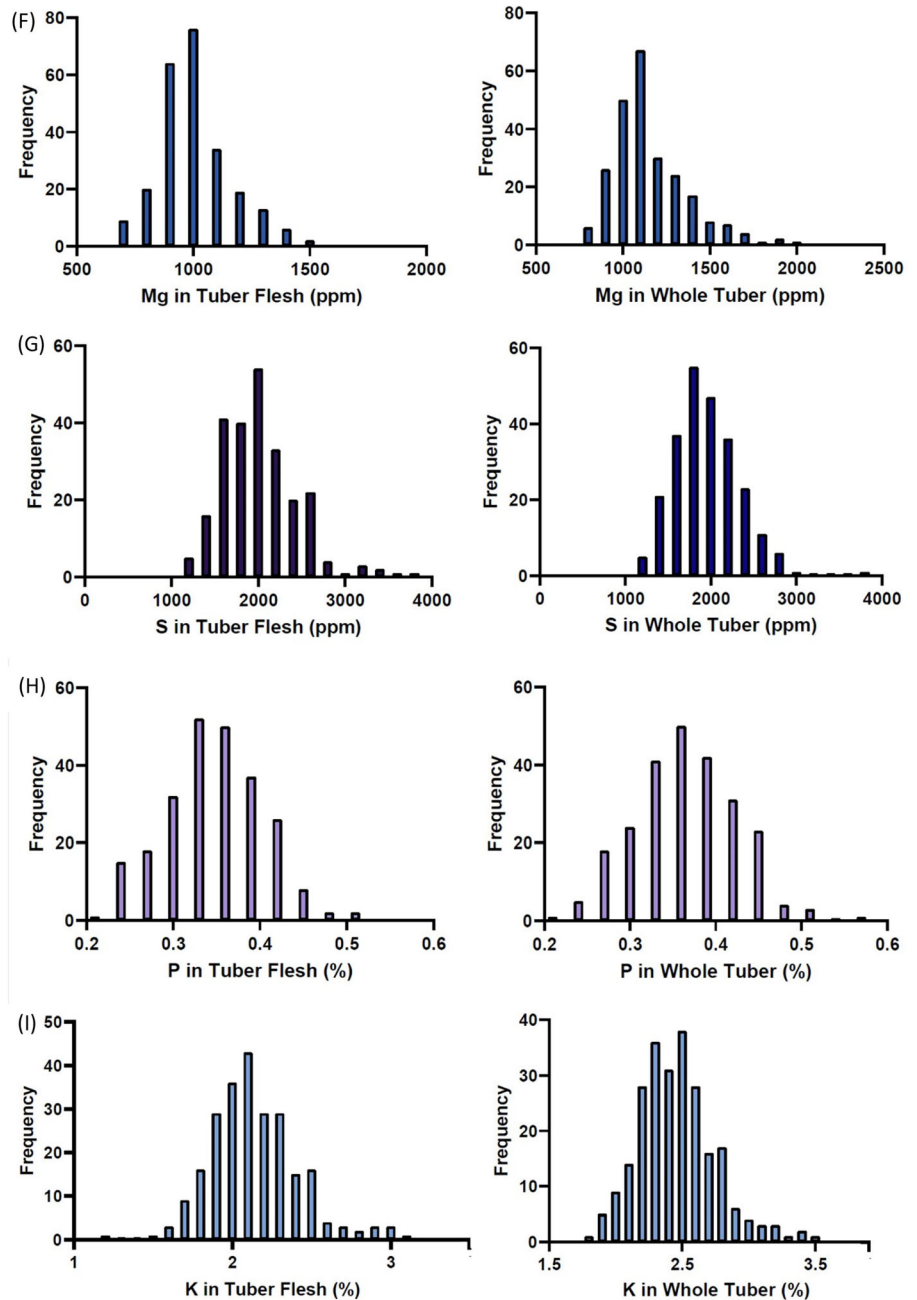 (F)
80
60
40
20
0
Frequency
500 1000 1500 2000
Mg in Tuber Flesh (ppm)
80
60
40
20
0
Frequency
500 1000 1500 2000 2500
Mg in Whole Tuber (ppm)
(G)
60
40
20
0
Frequency
0 1000 2000 3000 4000
S in Tuber Flesh (ppm)
60
40
20
0
Frequency
0 1000 2000 3000 4000
S in Whole Tuber (ppm)
(H)
60
40
20
0
Frequency
0.2 0.3 0.4 0.5 0.6
P in Tuber Flesh (%)
60
40
20
0
Frequency
0.2 0.3 0.4 0.5 0.6
P in Whole Tuber (%)
(I)
50
40
30
20
10
0
Frequency
1 2 3
K in Tuber Flesh (%)
40
30
20
10
0
Frequency
1.5 2.5 3.5
K in Whole Tuber (%)